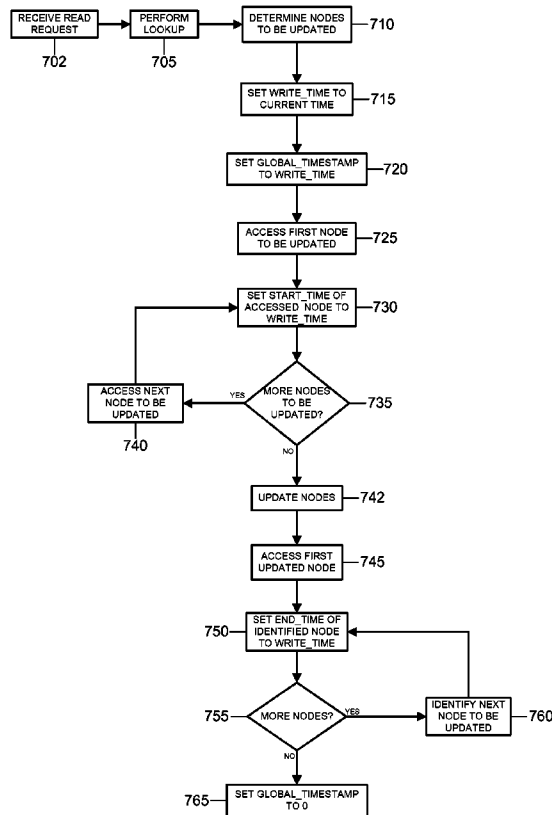 RECEIVE READ
REQUEST
702
PERFORM
LOOKUP
705
DETERMINE NODES
TO BE UPDATED
710
SET WRITE_TIME TO
CURRENT TIME
715
SET GLOBAL_TIMESTAMP
TO WRITE_TIME
720
ACCESS FIRST NODE
TO BE UPDATED
725
SET START_TIME OF
ACCESSED NODE TO
WRITE_TIME
730
MORE NODES
TO BE
UPDATED?
735
YES
ACCESS NEXT
NODE TO BE
UPDATED
740
NO
UPDATE NODES
742
ACCESS FIRST
UPDATED NODE
745
SET END_TIME OF
IDENTIFIED NODE
TO WRITE_TIME
750
MORE NODES?
755
YES
IDENTIFY NEXT
NODE TO BE
UPDATED
760
NO
SET GLOBAL_TIMESTAMP
TO 0
765